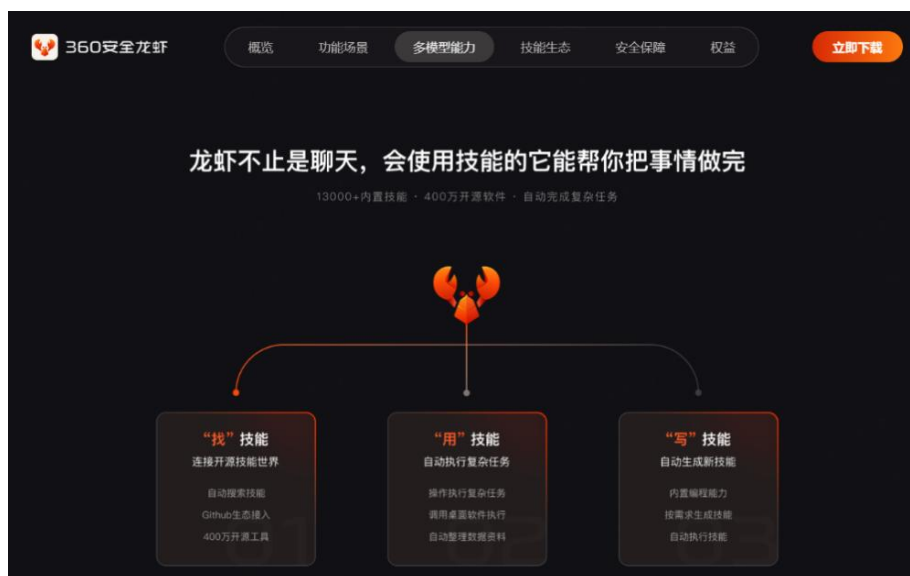 360安全龙虾
概览 功能场景 多模型能力 技能生态 安全保障 权益
立即下载
龙虾不止是聊天，会使用技能的它能帮你把事情做完
13000+内置技能 · 400万开源软件 · 自动完成复杂任务
“找”技能
连接开源技能世界
自动搜索技能
Github生态接入
400万开源工具
01
“用”技能
自动执行复杂任务
操作执行复杂任务
调用桌面软件执行
自动整理数据资料
02
“写”技能
自动生成新技能
内置编程能力
按需求生成技能
自动执行技能
03